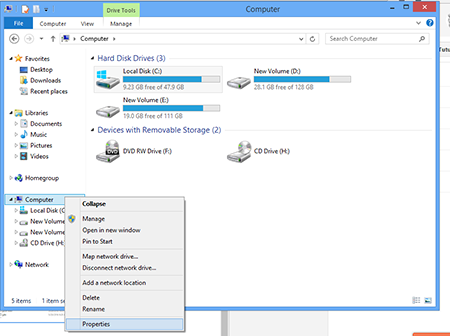 Drive Tools
Computer
File
Computer
View
Manage
Computer
Search Computer
Favorites
Desktop
Downloads
Recent places
Libraries
Documents
Music
Pictures
Videos
Homegroup
Computer
Local Disk (C:)
New Volume
New Volume
CD Drive (H:)
Network
5 items
Hard Disk Drives (3)
Local Disk (C:)
9.23 GB free of 47.9 GB
New Volume (D:)
28.1 GB free of 128 GB
New Volume (E:)
19.0 GB free of 111 GB
Devices with Removable Storage (2)
DVD RW Drive (F:)
CD Drive (H:)
Collapse
Manage
Open in new window
Pin to Start
Map network drive...
Disconnect network drive...
Add a network location
Delete
Rename
Properties